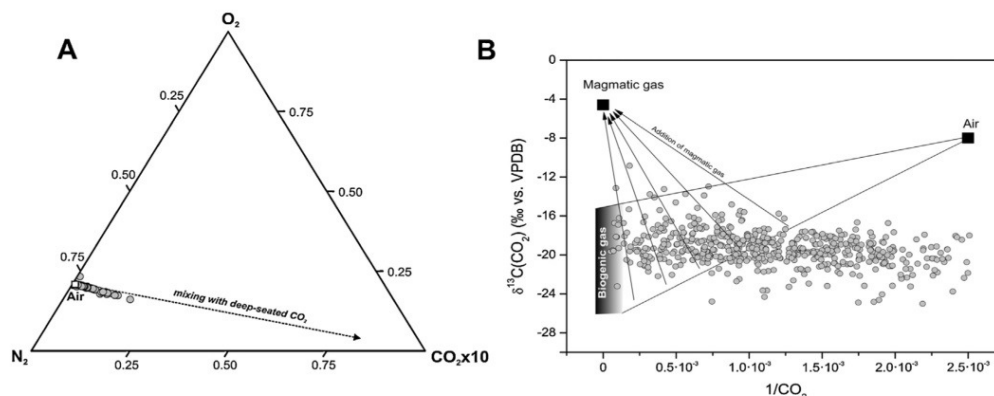 A
O₂
0.25
0.75
0.50
0.50
0.75
0.25
Air
mixing with deep-seated CO₂
N₂
0.25
0.50
0.75
CO₂x10
B
δ¹³C(CO₂) (‰ vs. VPDB)
0
-4
-8
-12
-16
-20
-24
-28
Magmatic gas
Air
Addition of magmatic gas
Biogenic gas
0
5.0·10⁻³
1.0·10⁻³
1.5·10⁻³
2.0·10⁻³
2.5·10⁻³
1/CO₂